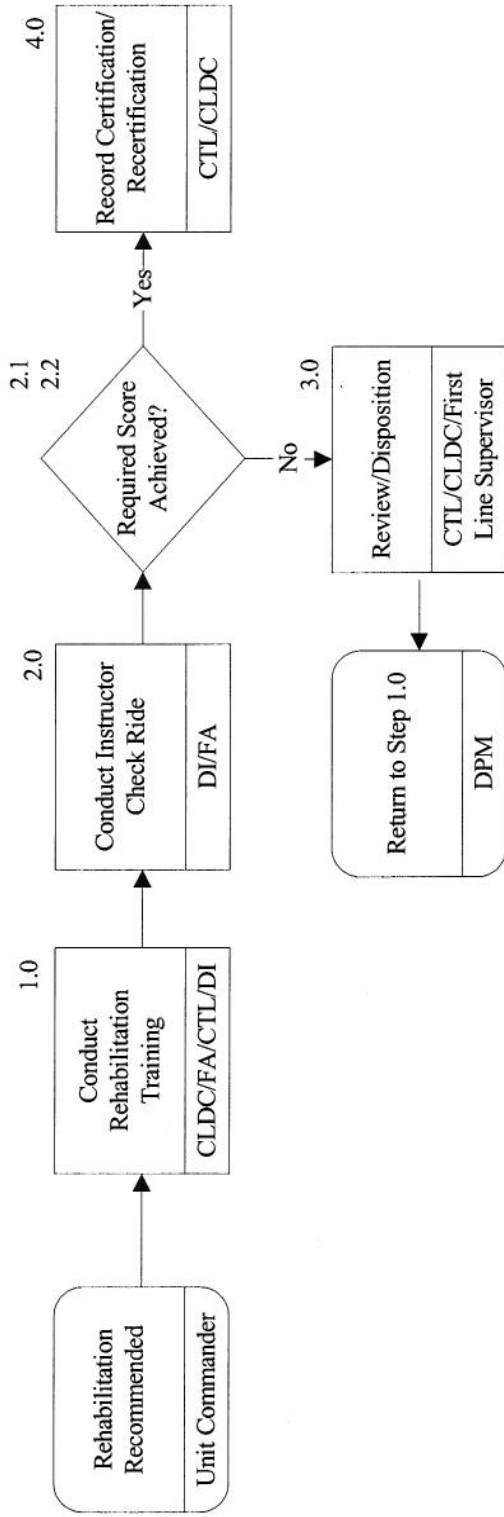 Rehabilitation
Recommended
Unit Commander
1.0
Conduct
Rehabilitation
Training
CLDC/FA/CTL/DI
2.0
Conduct Instructor
Check Ride
DI/FA
2.1
2.2
Required Score
Achieved?
Yes
4.0
Record Certification/
Recertification
CTL/CLDC
No
3.0
Review/Disposition
CTL/CLDC/First
Line Supervisor
Return to Step 1.0
DPM